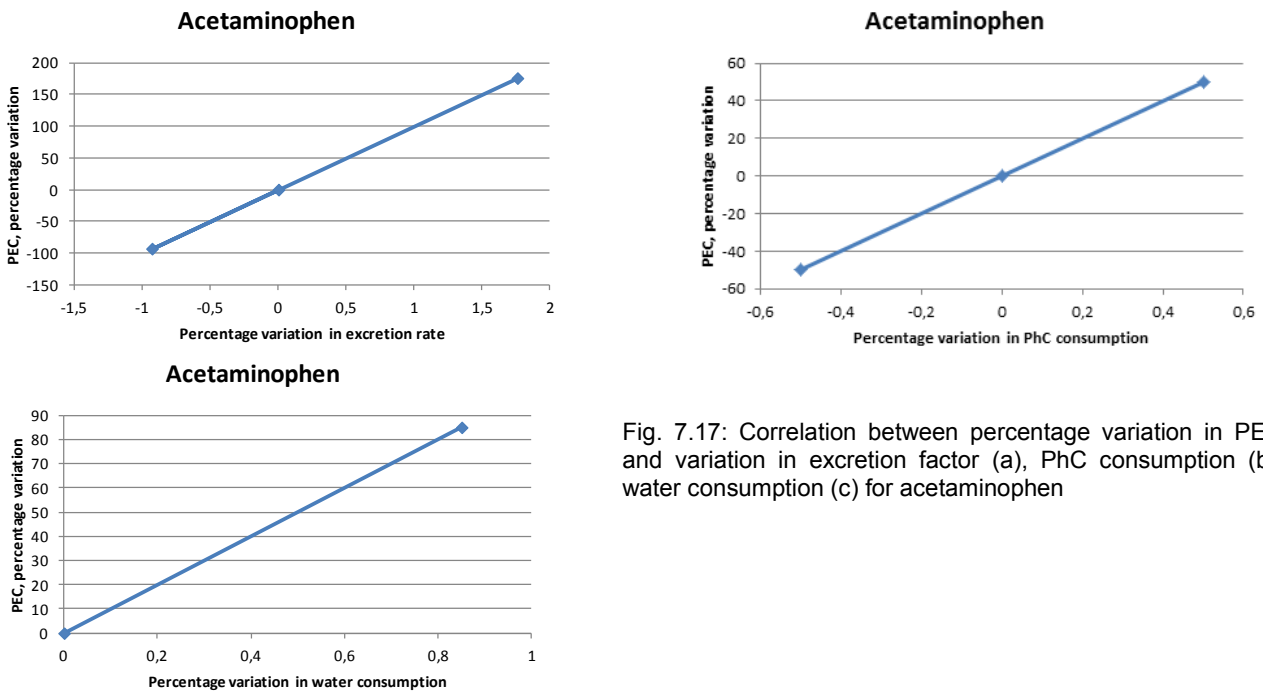 Acetaminophen
PEC, percentage variation
200
150
100
50
0
-50
-100
-150
-1,5 -1 -0,5 0 0,5 1 1,5 2
Percentage variation in excretion rate
Acetaminophen
PEC, percentage variation
60
40
20
0
-20
-40
-60
-0,6 -0,4 -0,2 0 0,2 0,4 0,6
Percentage variation in PhC consumption
Acetaminophen
PEC, percentage variation
90
80
70
60
50
40
30
20
10
0
0 0,2 0,4 0,6 0,8 1
Percentage variation in water consumption
Fig. 7.17: Correlation between percentage variation in PE
and variation in excretion factor (a), PhC consumption (b
water consumption (c) for acetaminophen